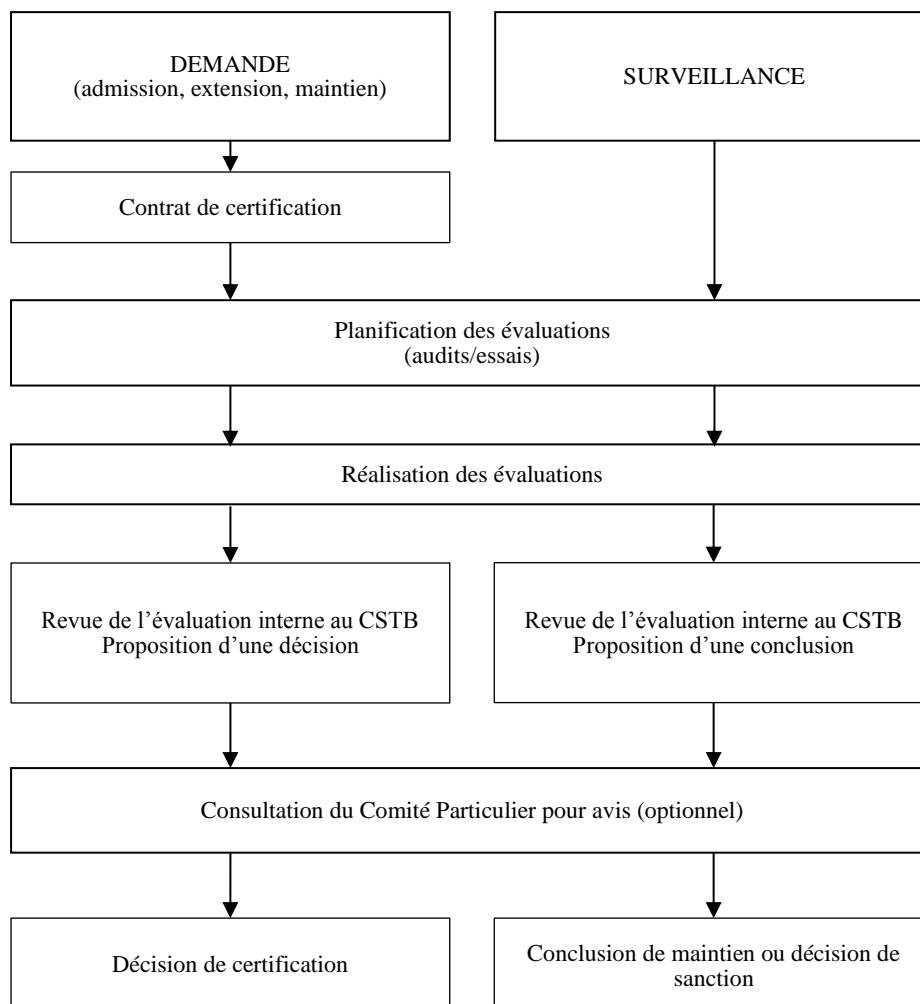 DEMANDE
(admission, extension, maintien)
SURVEILLANCE
Contrat de certification
Planification des évaluations
(audits/essais)
Réalisation des évaluations
Revue de l’évaluation interne au CSTB
Proposition d’une décision
Revue de l’évaluation interne au CSTB
Proposition d’une conclusion
Consultation du Comité Particulier pour avis (optionnel)
Décision de certification
Conclusion de maintien ou décision de
sanction